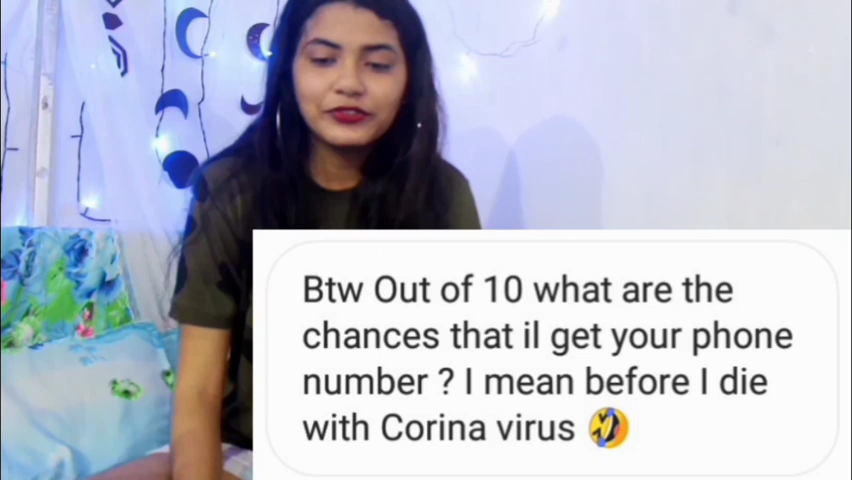 Btw Out of 10 what are the
chances that il get your phone
number ? I mean before I die
with Corina virus 🤣